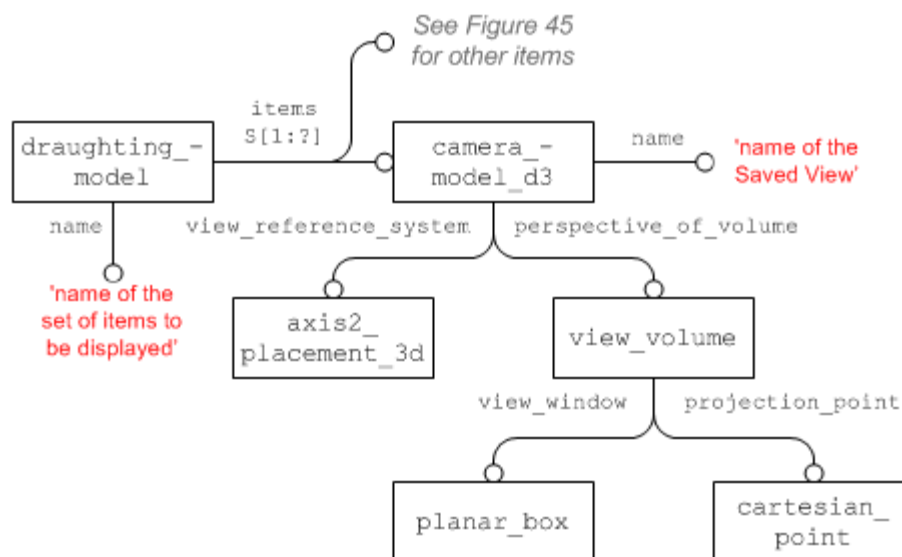 See Figure 45
for other items
items
S[1:?]
draughting_-
model
camera_-
model_d3
name
'name of the
Saved View'
name
view_reference_system
perspective_of_volume
'name of the
set of items to
be displayed'
axis2_
placement_3d
view_volume
view_window
projection_point
planar_box
cartesian_
point